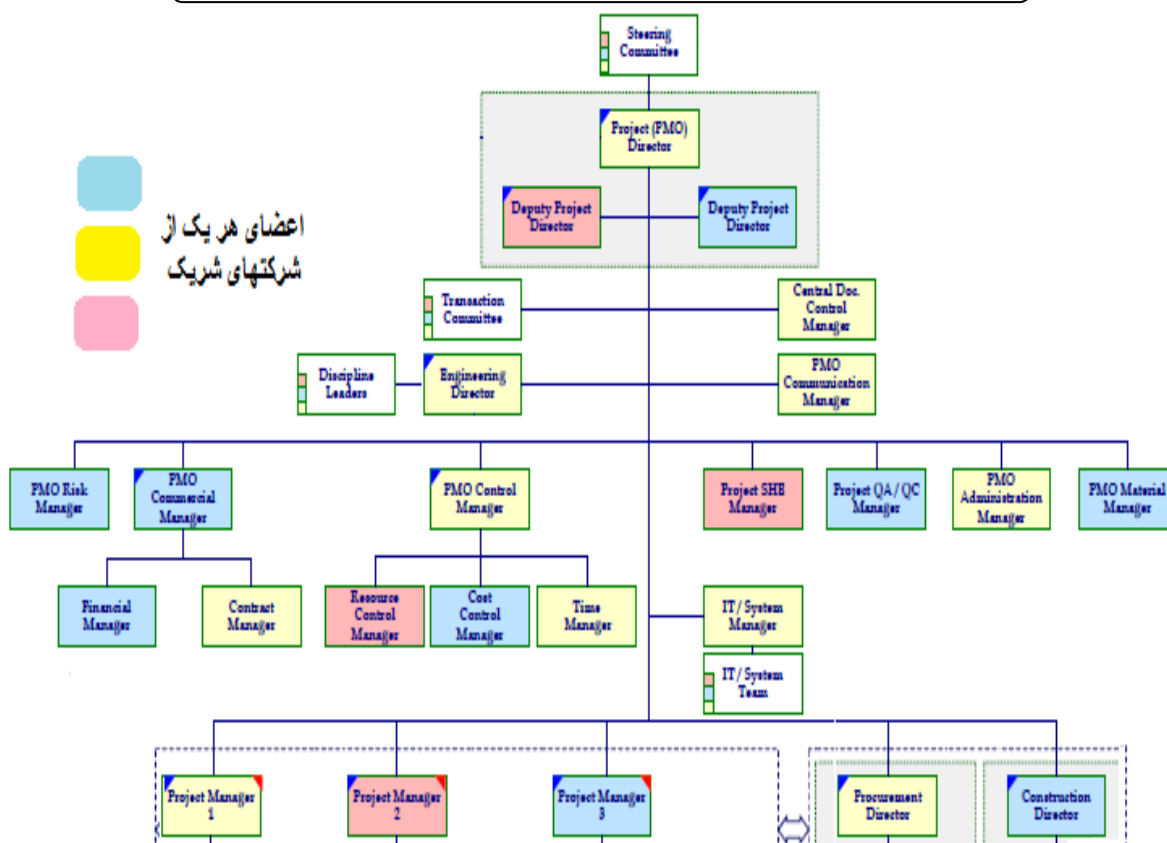 Steering
Committee
Project (PMO)
Director
Deputy Project
Director
Deputy Project
Director
اعضای هر یک از
شرکتهای شریک
Transaction
Committee
Central Doc.
Control
Manager
Discipline
Leaders
Engineering
Director
PMO
Communication
Manager
PMO Risk
Manager
PMO
Commercial
Manager
PMO Control
Manager
Project SHE
Manager
Project QA / QC
Manager
PMO
Administration
Manager
PMO Material
Manager
Financial
Manager
Contract
Manager
Resource
Control
Manager
Cost
Control
Manager
Time
Manager
IT / System
Manager
IT / System
Team
Project Manager
1
Project Manager
2
Project Manager
3
Procurement
Director
Construction
Director